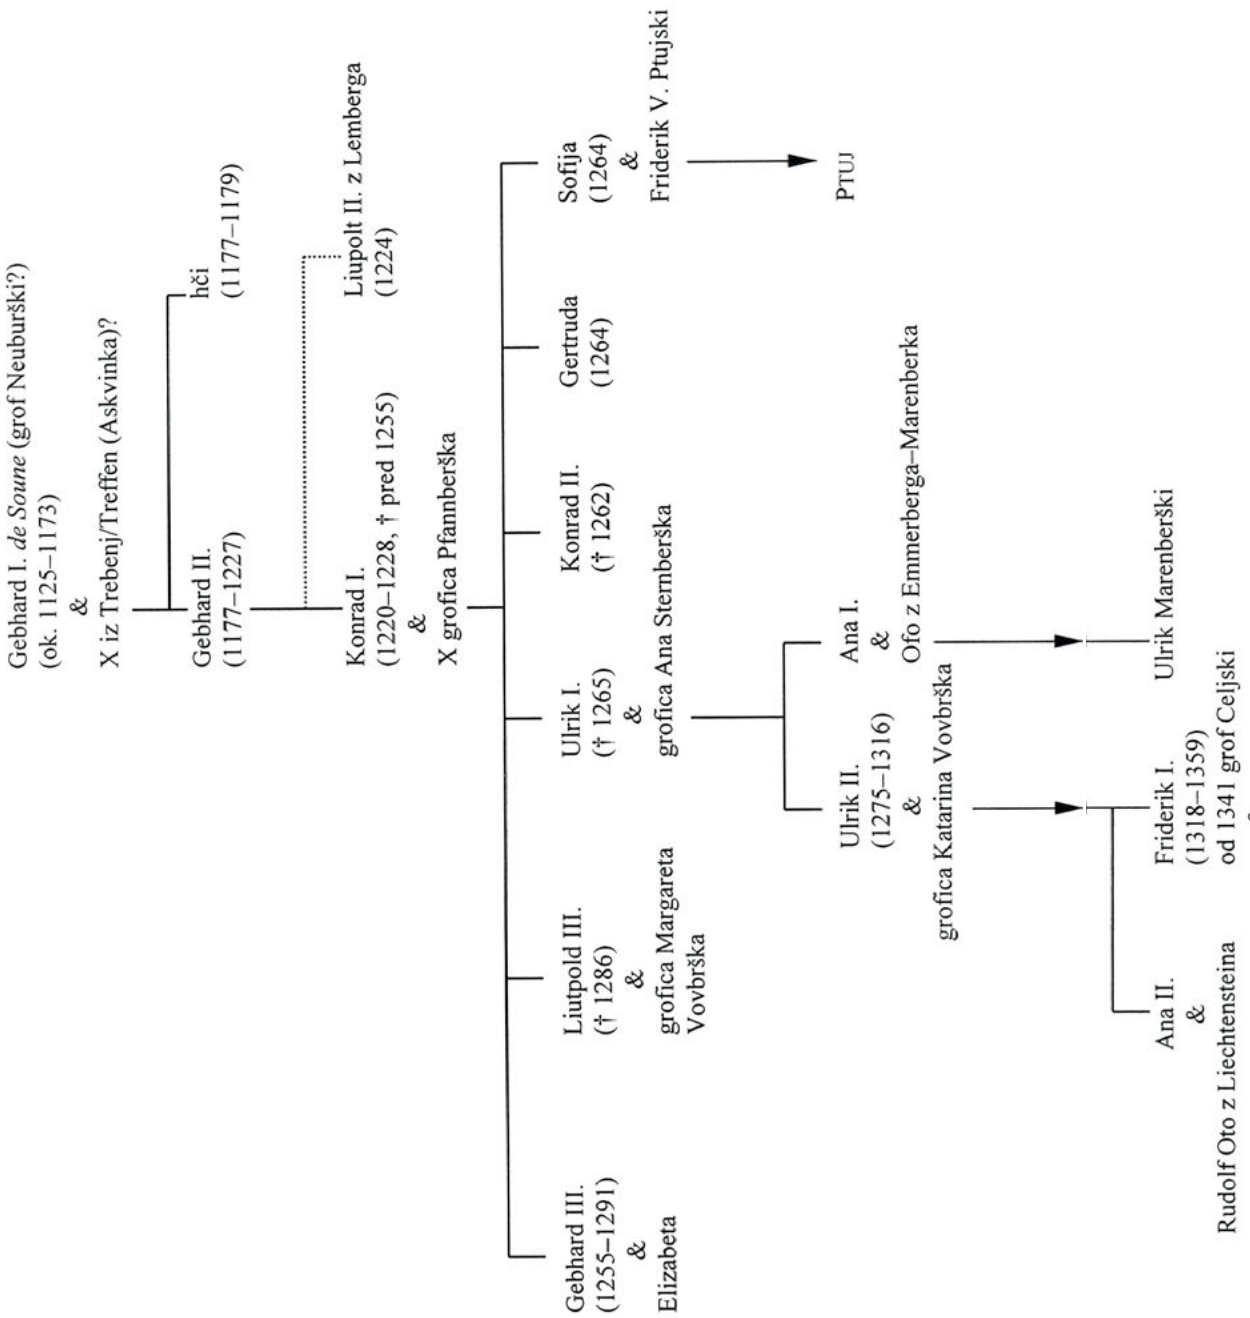 Gebhard I. de Soune (grof Neuburški?)
(ok. 1125–1173)
&
X iz Trebenj/Treffen (Askvinka)?
Gebhard II.
(1177–1227)
hči
(1177–1179)
Konrad I.
(1220–1228, † pred 1255)
&
X grofica Pfannberška
Liupolt II. z Lemberga
(1224)
Gebhard III.
(1255–1291)
&
Elizabeta
Liutpold III.
(† 1286)
&
grofica Margareta
Vovbrška
Ulrik I.
(† 1265)
&
grofica Ana Sternberška
Konrad II.
(† 1262)
Gertruda
(1264)
Sofija
(1264)
&
Friderik V. Ptujski
Ulrik II.
(1275–1316)
&
grofica Katarina Vovbrška
Ana I.
&
Ofo z Emmerberga–Marenberka
PTUJ
Ana II.
&
Rudolf Oto z Liechtensteina
Friderik I.
(1318–1359)
od 1341 grof Celjski
Ulrik Marenberški